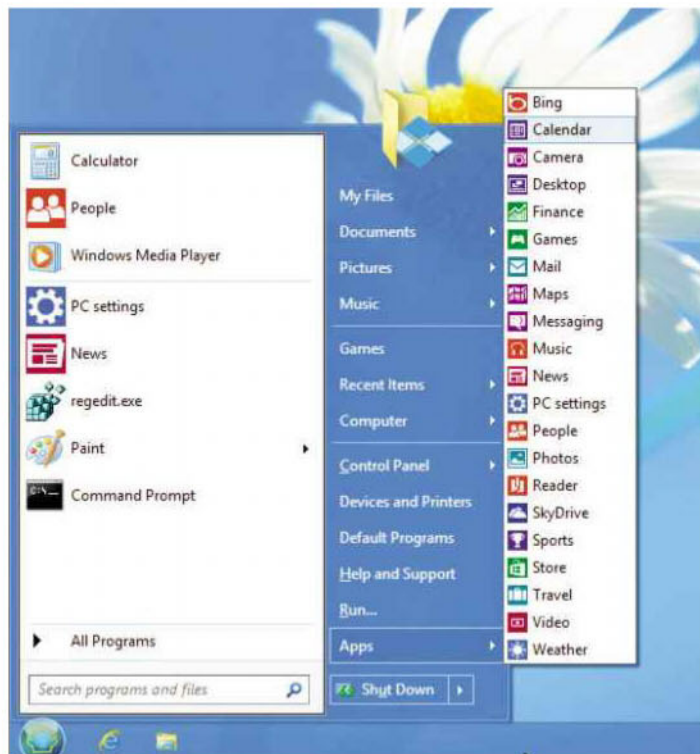 Calculator
People
Windows Media Player
PC settings
News
regedit.exe
Paint
Command Prompt
All Programs
Search programs and files
My Files
Documents
Pictures
Music
Games
Recent Items
Computer
Control Panel
Devices and Printers
Default Programs
Help and Support
Run...
Apps
Shut Down
Bing
Calendar
Camera
Desktop
Finance
Games
Mail
Maps
Messaging
Music
News
PC settings
People
Photos
Reader
SkyDrive
Sports
Store
Travel
Video
Weather